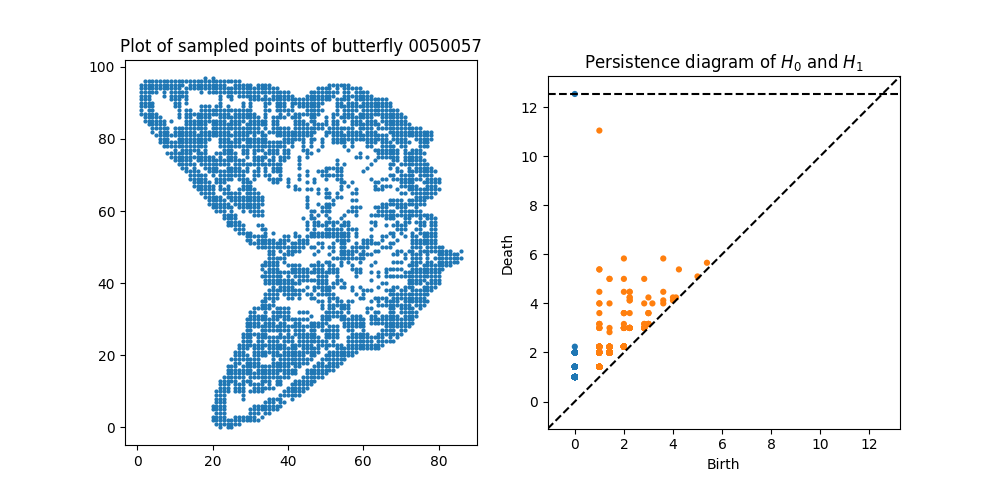 Plot of sampled points of butterfly 0050057
100
80
60
40
20
0
0 20 40 60 80
Persistence diagram of H₀ and H₁
12
10
8
6
4
2
0
Death
0 2 4 6 8 10 12
Birth